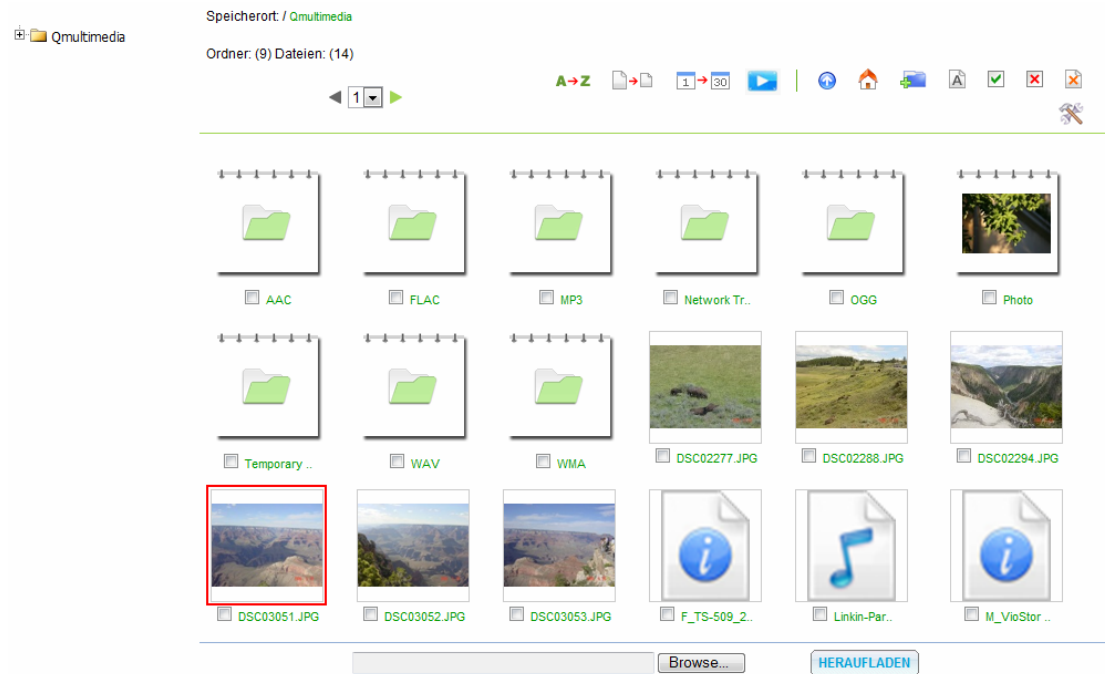 Speicherort: / Qmultimedia
Qmultimedia
Ordner: (9) Dateien: (14)
A→Z
1 → 30
A
1
AAC
FLAC
MP3
Network Tr..
OGG
Photo
Temporary ..
WAV
WMA
DSC02277.JPG
DSC02288.JPG
DSC02294.JPG
DSC03051.JPG
DSC03052.JPG
DSC03053.JPG
F_TS-509_2..
Linkin-Par..
M_VioStor ..
Browse...
HERAUFLADEN